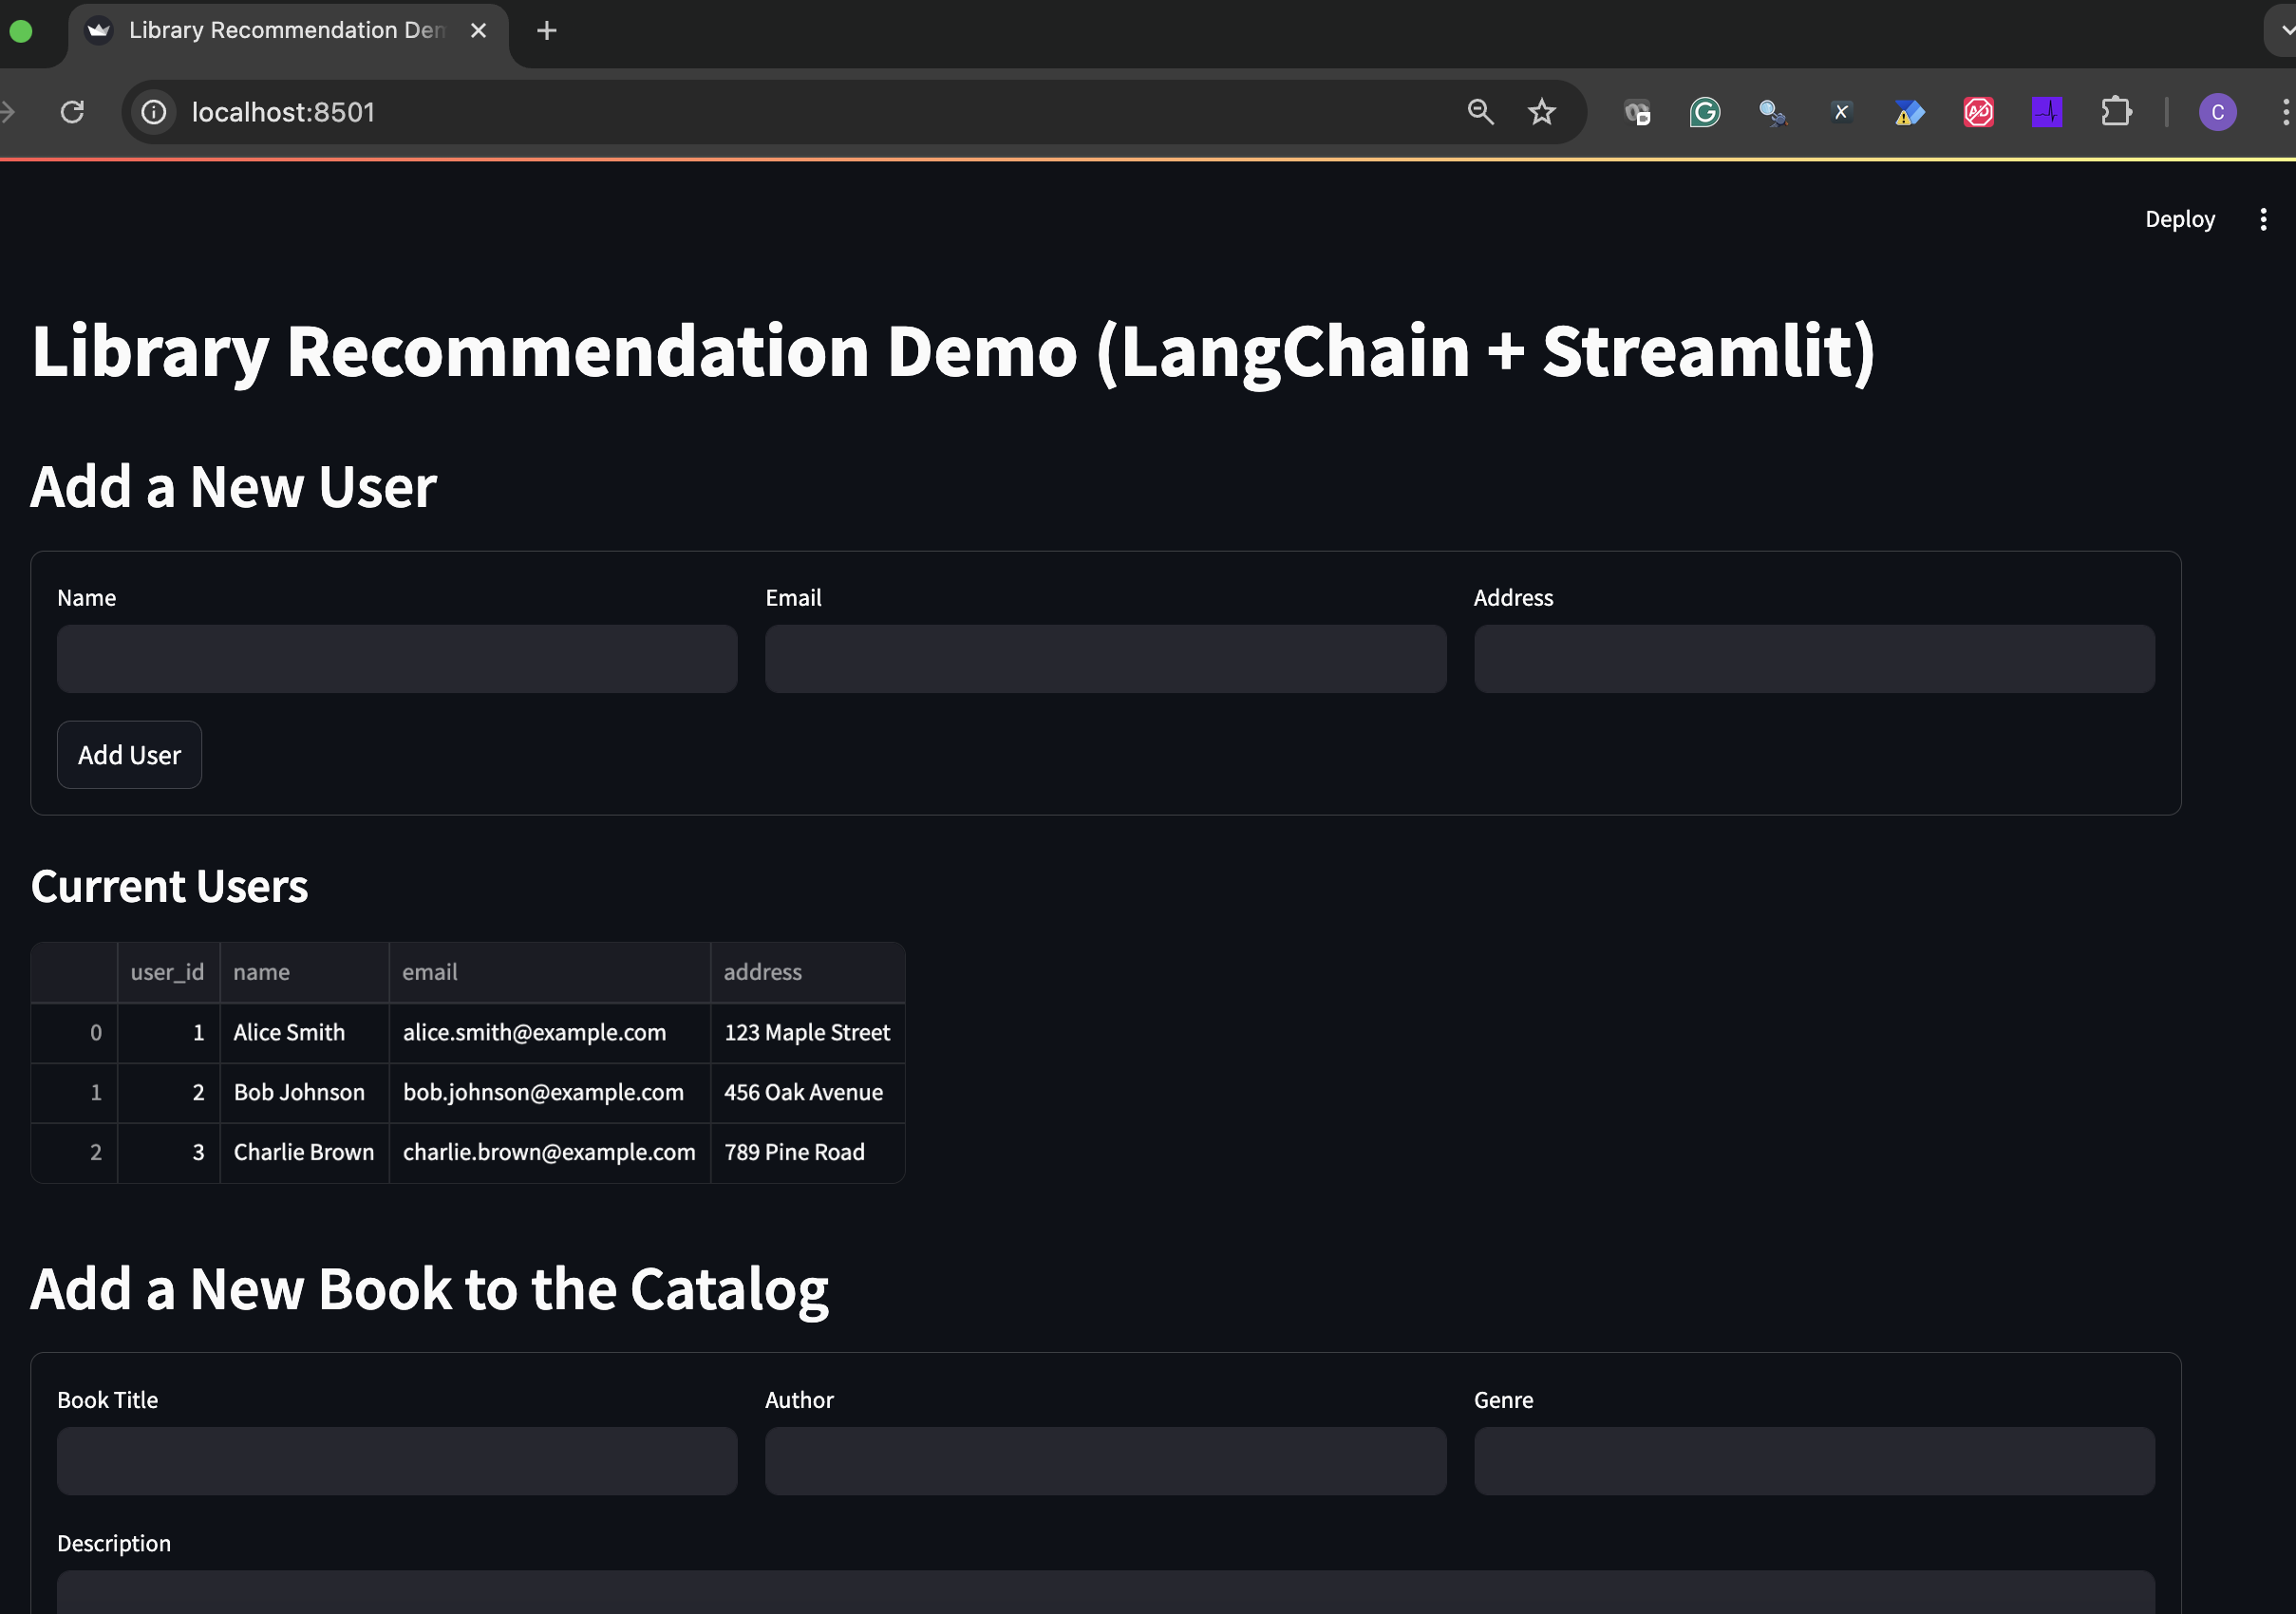 Library Recommendation Dem
localhost:8501
Deploy
Library Recommendation Demo (LangChain + Streamlit)
Add a New User
Name Email Address
Add User
Current Users
user_id name email address
0 1 Alice Smith alice.smith@example.com 123 Maple Street
1 2 Bob Johnson bob.johnson@example.com 456 Oak Avenue
2 3 Charlie Brown charlie.brown@example.com 789 Pine Road
Add a New Book to the Catalog
Book Title Author Genre
Description